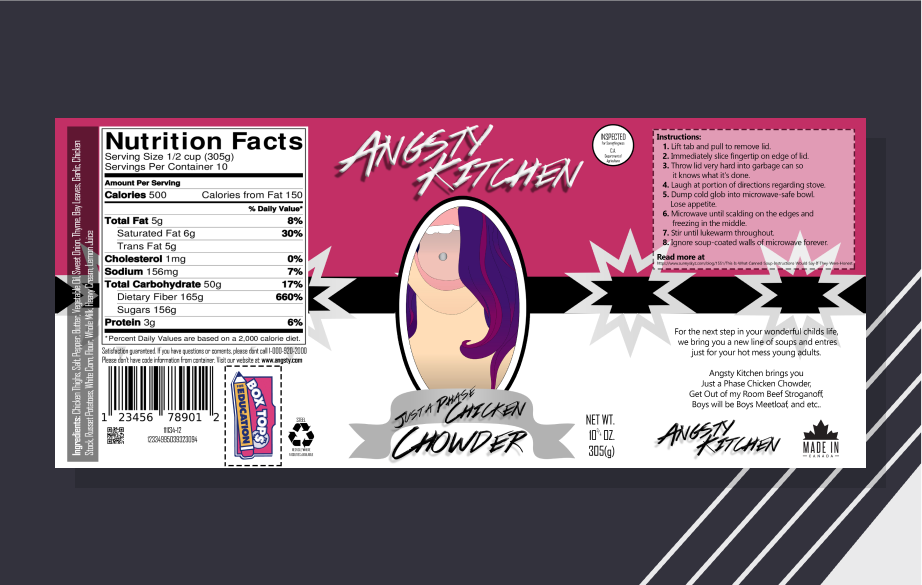 Ingredients: Chicken Thighs, Salt, Pepper, Butter, Vegetable Oil, Sweet Onion, Thyme, Bay Leaves, Garlic, Chicken
Stock, Russet Potatoes, White Corn, Flour, Whole Milk, Heavy Cream, Lemon Juice
Nutrition Facts
Serving Size 1/2 cup (305g)
Servings Per Container 10
Amount Per Serving
Calories 500 Calories from Fat 150
% Daily Value*
Total Fat 5g 8%
Saturated Fat 6g 30%
Trans Fat 5g
Cholesterol 1mg 0%
Sodium 156mg 7%
Total Carbohydrate 50g 17%
Dietary Fiber 165g 660%
Sugars 156g
Protein 3g 6%
*Percent Daily Values are based on a 2,000 calorie diet.
Satisfaction guaranteed. If you have questions or coments, please dont call 1-000-920-2000
Please don't have code information from container. Visit our website at www.angsty.com
1 23456 78901 2
11034-12
BOX TOPS
FOR
EDUCATION
STEEL
ANGSTY
KITCHEN
JUST A PHASE
CHICKEN
CHOWDER
INSPECTED
C.A.
Department of
Agriculture
NET WT.
10¾ OZ.
305(g)
Instructions:
1. Lift tab and pull to remove lid.
2. Immediately slice fingertip on edge of lid.
3. Throw lid very hard into garbage can so
it knows what it's done.
4. Laugh at portion of directions regarding stove.
5. Dump cold glob into microwave-safe bowl.
Lose appetite.
6. Microwave until scalding on the edges and
freezing in the middle.
7. Stir until lukewarm throughout.
8. Ignore soup-coated walls of microwave forever.
Read more at
For the next step in your wonderful childs life,
we bring you a new line of soups and entres
just for your hot mess young adults.
Angsty Kitchen brings you
Just a Phase Chicken Chowder,
Get Out of my Room Beef Stroganoff,
Boys will be Boys Meetloaf, and etc..
ANGSTY
KITCHEN
MADE IN
CANADA